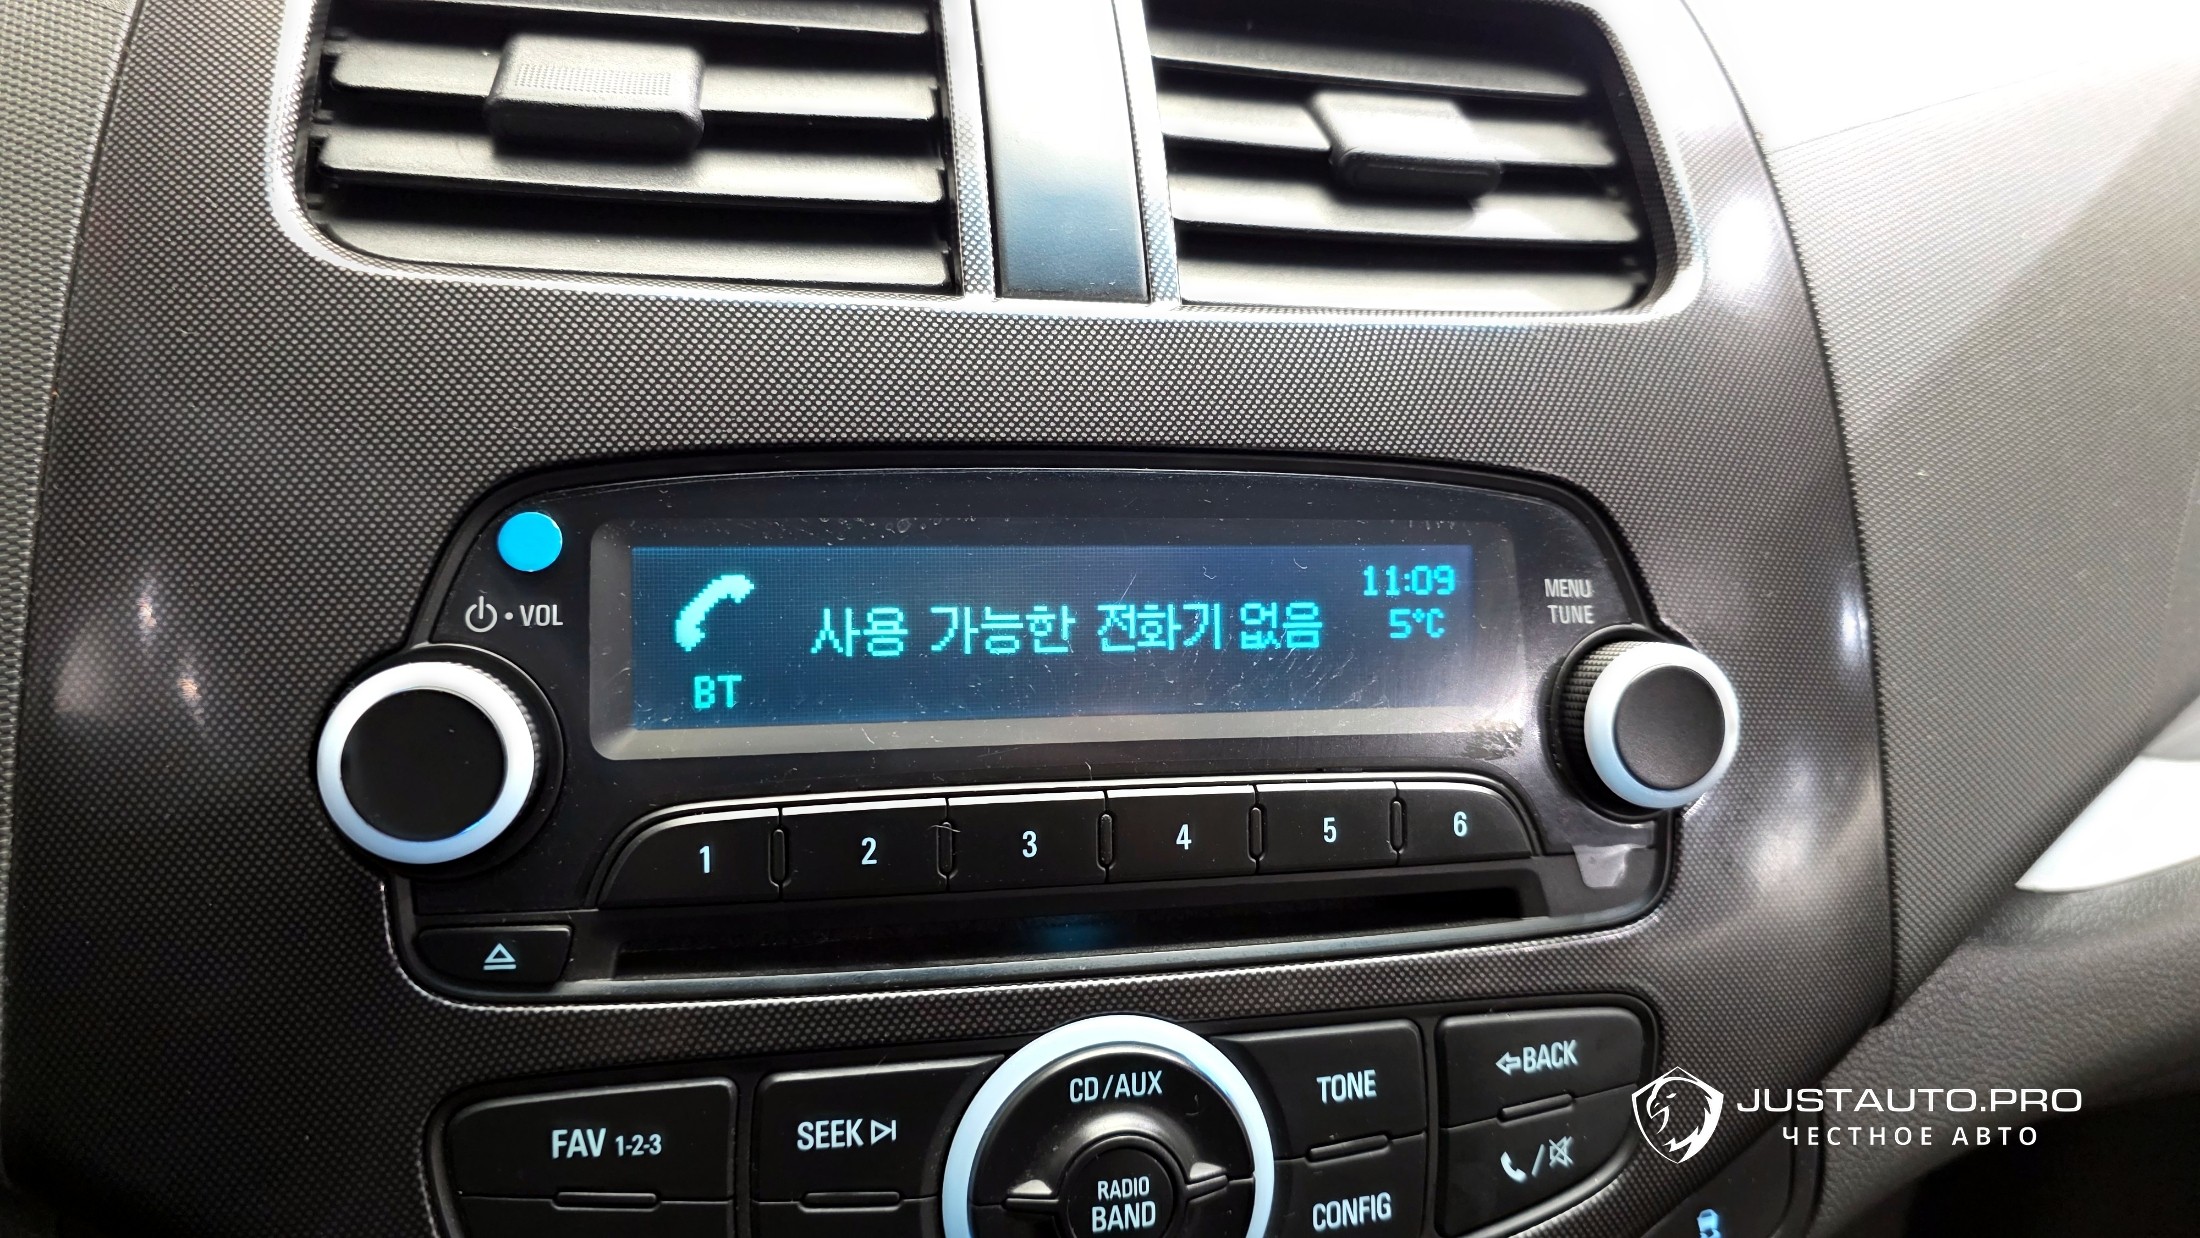 VOL
MENU
TUNE
11:09
사용 가능한 전화기 없음
5°C
BT
1 2 3 4 5 6
CD/AUX
FAV 1-2-3
SEEK
RADIO
BAND
TONE
CONFIG
BACK
JUSTAUTO.PRO
ЧЕСТНОЕ АВТО